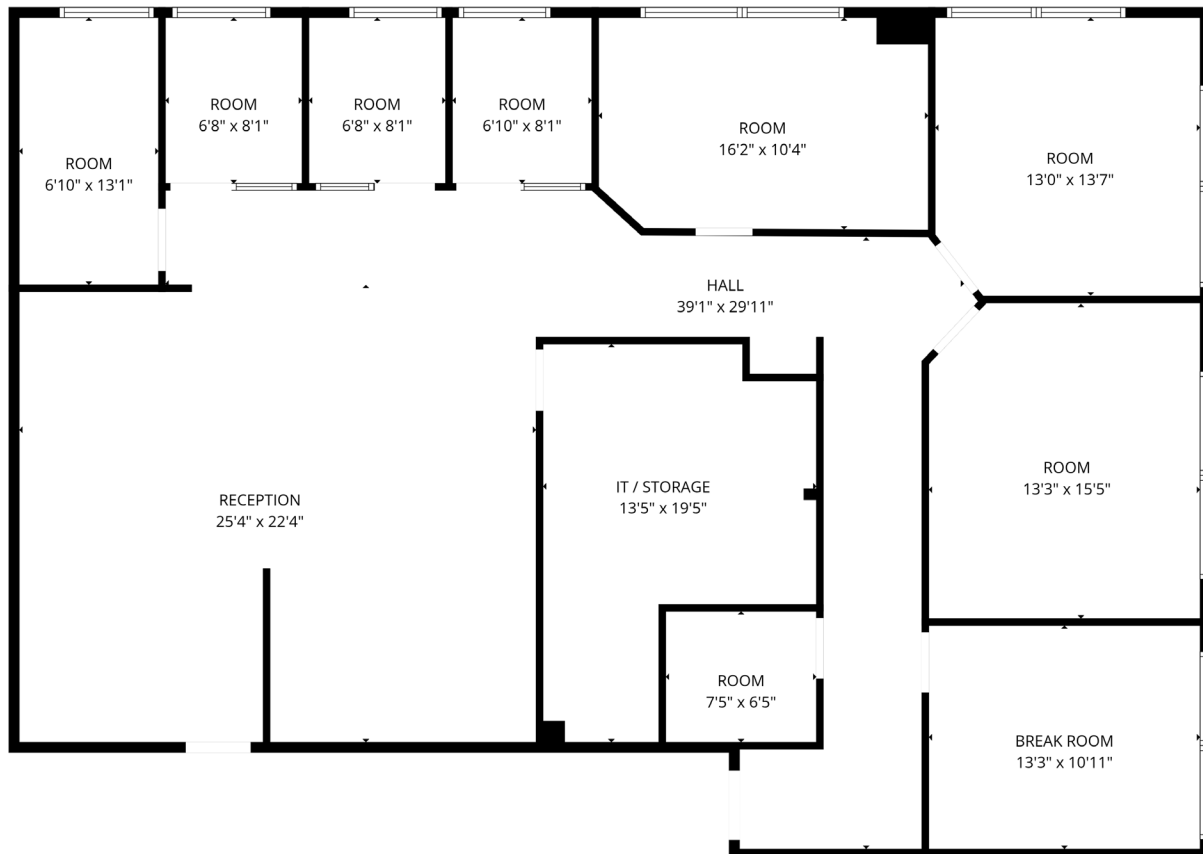 ROOM
6'10" x 13'1"
ROOM
6'8" x 8'1"
ROOM
6'8" x 8'1"
ROOM
6'10" x 8'1"
ROOM
16'2" x 10'4"
ROOM
13'0" x 13'7"
HALL
39'1" x 29'11"
RECEPTION
25'4" x 22'4"
IT / STORAGE
13'5" x 19'5"
ROOM
13'3" x 15'5"
ROOM
7'5" x 6'5"
BREAK ROOM
13'3" x 10'11"